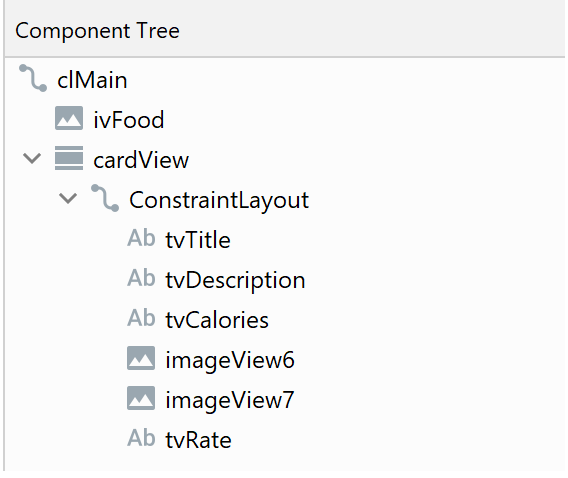 Component Tree
clMain
ivFood
cardView
ConstraintLayout
Ab tvTitle
Ab tvDescription
Ab tvCalories
imageView6
imageView7
Ab tvRate